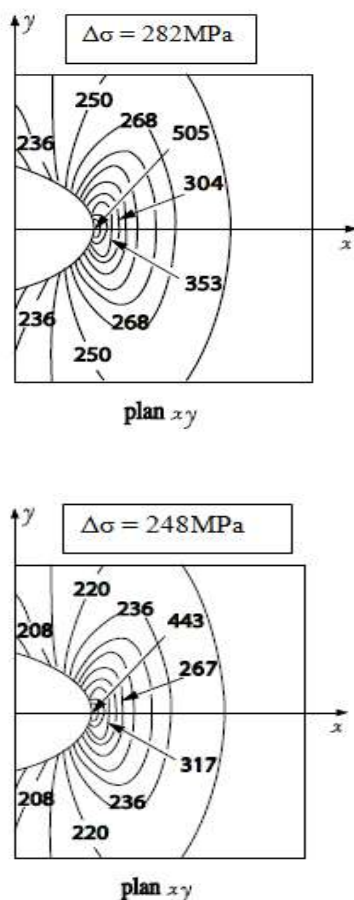 y
Δσ = 282MPa
250
268
505
236
304
x
353
236
268
250
plan xy
y
Δσ = 248MPa
220
236
443
208
267
x
317
208
236
220
plan xy